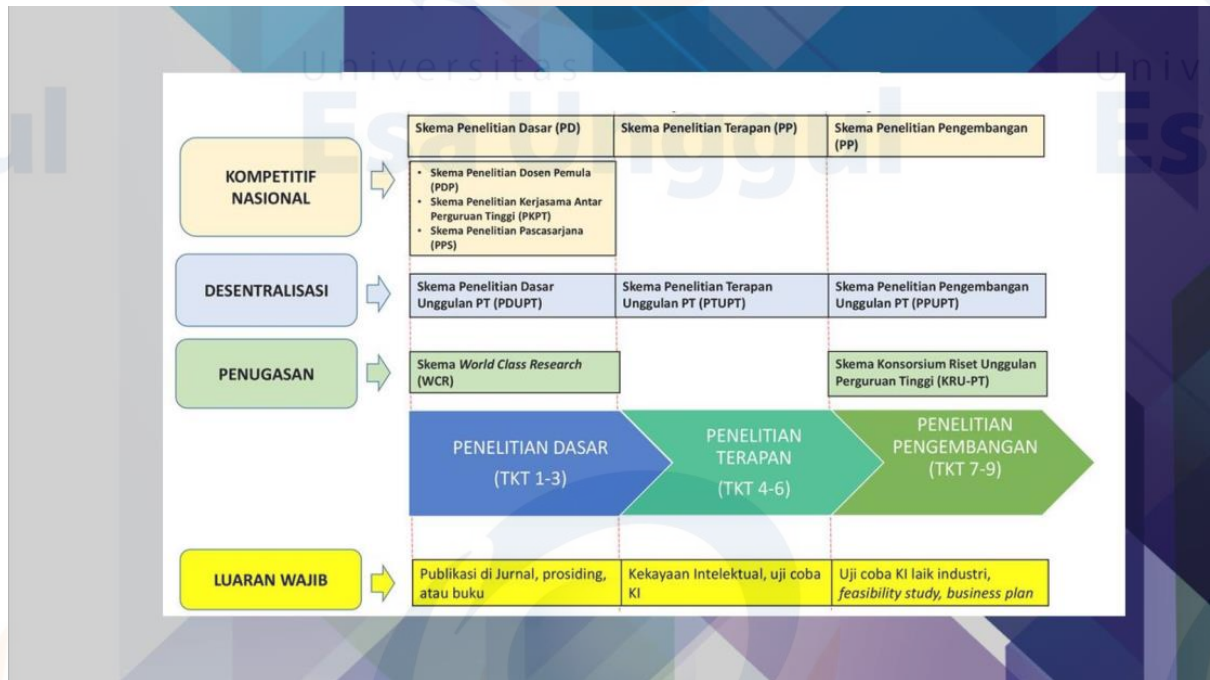 Universitas
Esa Unggul
ul
Univ
Es
Skema Penelitian Dasar (PD)
Skema Penelitian Terapan (PP)
Skema Penelitian Pengembangan
(PP)
KOMPETITIF
NASIONAL
• Skema Penelitian Dosen Pemula
(PDP)
• Skema Penelitian Kerjasama Antar
Perguruan Tinggi (PKPT)
• Skema Penelitian Pascasarjana
(PPS)
DESENTRALISASI
Skema Penelitian Dasar
Unggulan PT (PDUPT)
Skema Penelitian Terapan
Unggulan PT (PTUPT)
Skema Penelitian Pengembangan
Unggulan PT (PPUPT)
PENUGASAN
Skema World Class Research
(WCR)
Skema Konsorsium Riset Unggulan
Perguruan Tinggi (KRU-PT)
PENELITIAN DASAR
(TKT 1-3)
PENELITIAN
TERAPAN
(TKT 4-6)
PENELITIAN
PENGEMBANGAN
(TKT 7-9)
LUARAN WAJIB
Publikasi di Jurnal, prosiding,
atau buku
Kekayaan Intelektual, uji coba
KI
Uji coba KI laik industri,
feasibility study, business plan